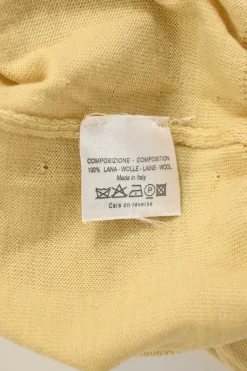 COMPOSIZIONE - COMPOSITION
100% LANA - WOLLE - LAINE - WOOL
Made in Italy
Care on reverse